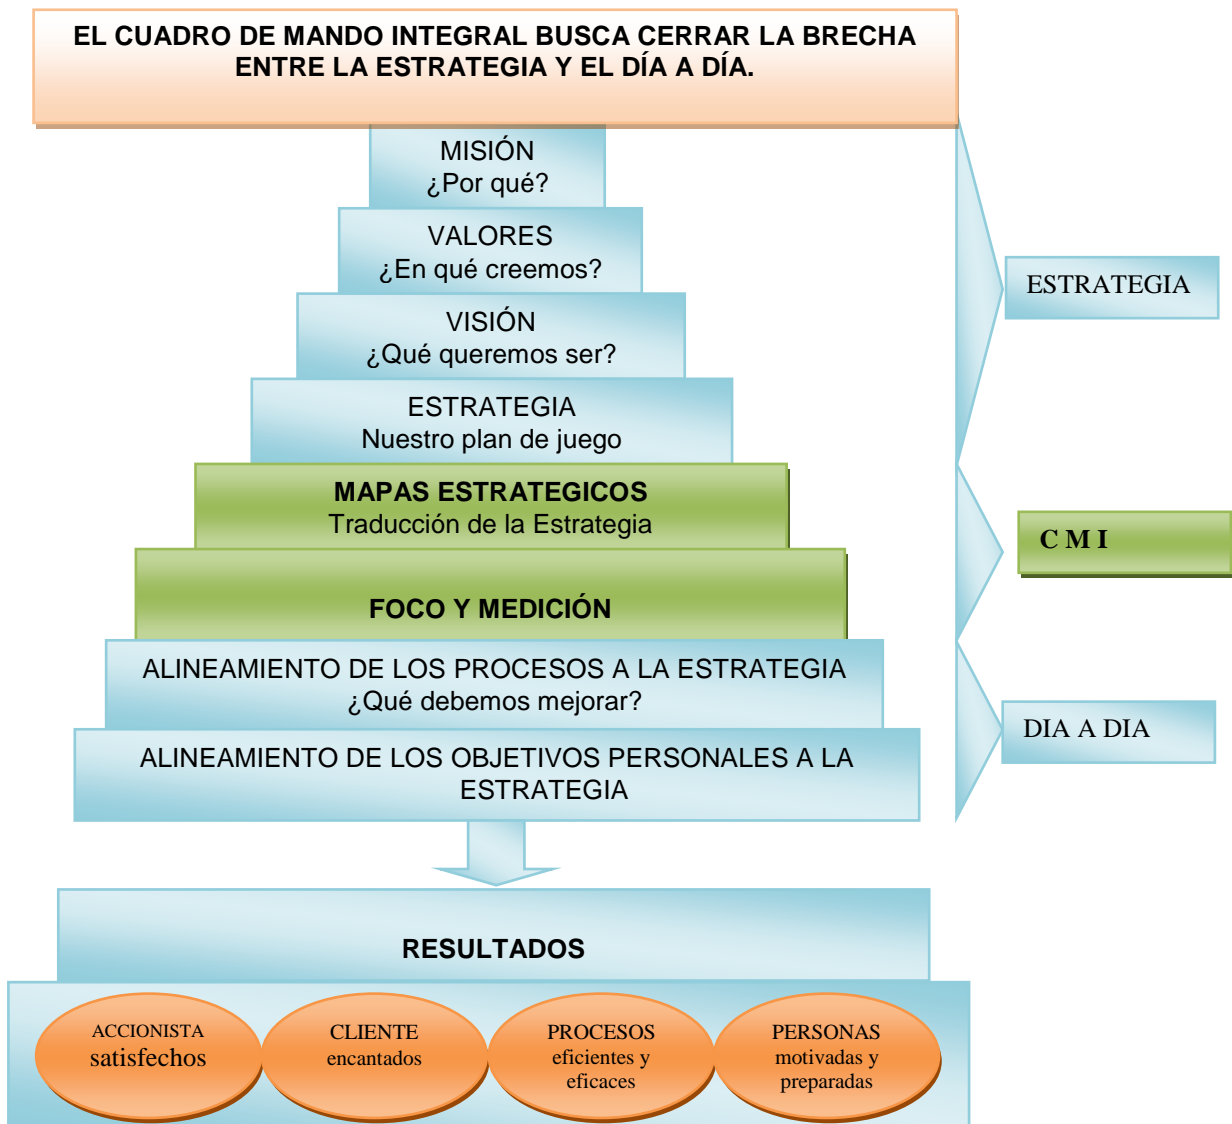 EL CUADRO DE MANDO INTEGRAL BUSCA CERRAR LA BRECHA
ENTRE LA ESTRATEGIA Y EL DÍA A DÍA.
MISIÓN
¿Por qué?
VALORES
¿En qué creemos?
VISIÓN
¿Qué queremos ser?
ESTRATEGIA
Nuestro plan de juego
ESTRATEGIA
MAPAS ESTRATEGICOS
Traducción de la Estrategia
FOCO Y MEDICIÓN
C M I
ALINEAMIENTO DE LOS PROCESOS A LA ESTRATEGIA
¿Qué debemos mejorar?
ALINEAMIENTO DE LOS OBJETIVOS PERSONALES A LA
ESTRATEGIA
DIA A DIA
RESULTADOS
ACCIONISTA
satisfechos
CLIENTE
encantados
PROCESOS
eficientes y
eficaces
PERSONAS
motivadas y
preparadas